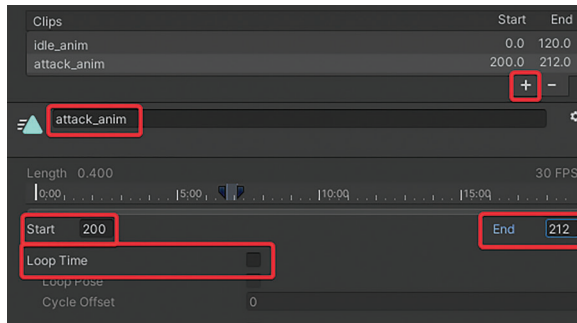 Clips Start End
idle_anim 0.0 120.0
attack_anim 200.0 212.0
+ −
attack_anim
Length 0.400 30 FPS
0:00 5:00 10:00 15:00
Start 200 End 212
Loop Time
Loop Pose
Cycle Offset 0